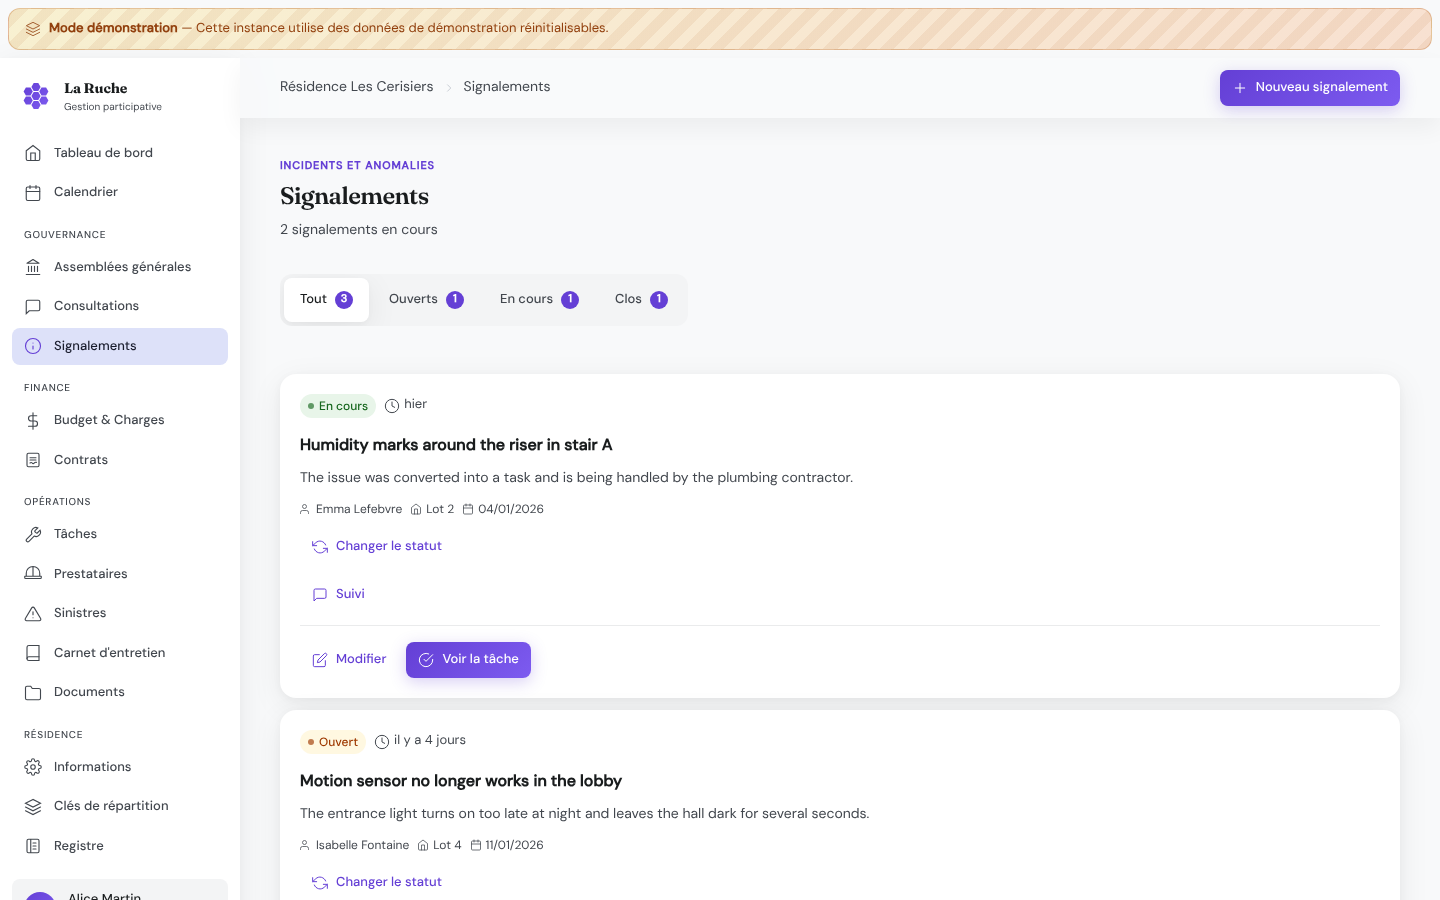 Mode démonstration — Cette instance utilise des données de démonstration réinitialisables.
La Ruche
Gestion participative
Tableau de bord
Calendrier
GOUVERNANCE
Assemblées générales
Consultations
Signalements
FINANCE
Budget & Charges
Contrats
OPÉRATIONS
Tâches
Prestataires
Sinistres
Carnet d'entretien
Documents
RÉSIDENCE
Informations
Clés de répartition
Registre
Alice Martin
Résidence Les Cerisiers > Signalements
Nouveau signalement
INCIDENTS ET ANOMALIES
Signalements
2 signalements en cours
Tout 3 Ouverts 1 En cours 1 Clos 1
En cours hier
Humidity marks around the riser in stair A
The issue was converted into a task and is being handled by the plumbing contractor.
Emma Lefebvre Lot 2 04/01/2026
Changer le statut
Suivi
Modifier Voir la tâche
Ouvert il y a 4 jours
Motion sensor no longer works in the lobby
The entrance light turns on too late at night and leaves the hall dark for several seconds.
Isabelle Fontaine Lot 4 11/01/2026
Changer le statut